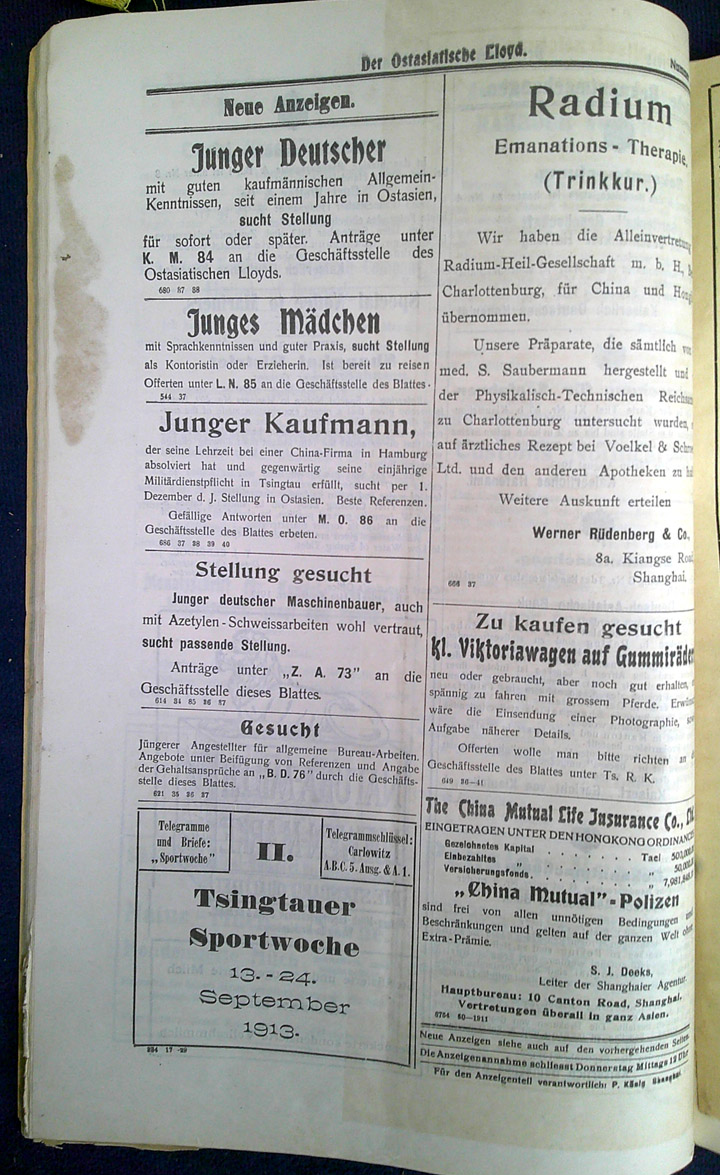 Der Ostasiatische Lloyd.
Neue Anzeigen.
Junger Deutscher
mit guten kaufmännischen Allgemein-
Kenntnissen, seit einem Jahre in Ostasien,
sucht Stellung
für sofort oder später. Anträge unter
K. M. 84 an die Geschäftsstelle des
Ostasiatischen Lloyds.
680 37 38
Junges Mädchen
mit Sprachkenntnissen und guter Praxis, sucht Stellung
als Kontoristin oder Erzieherin. Ist bereit zu reisen
Offerten unter L. N. 85 an die Geschäftsstelle des Blattes.
544 37
Junger Kaufmann,
der seine Lehrzeit bei einer China-Firma in Hamburg
absolviert hat und gegenwärtig seine einjährige
Militärdienstpflicht in Tsingtau erfüllt, sucht per 1.
Dezember d. J. Stellung in Ostasien. Beste Referenzen.
Gefällige Antworten unter M. O. 86 an die
Geschäftsstelle des Blattes erbeten.
686 37 38 39 40
Stellung gesucht
Junger deutscher Maschinenbauer, auch
mit Azetylen-Schweissarbeiten wohl vertraut,
sucht passende Stellung.
Anträge unter „Z. A. 73” an die
Geschäftsstelle dieses Blattes.
614 34 35 36 37
Gesucht
Jüngerer Angestellter für allgemeine Bureau-Arbeiten.
Angebote unter Beifügung von Referenzen und Angabe
der Gehaltsansprüche an „B. D. 76” durch die Geschäfts-
stelle dieses Blattes.
621 35 36 37
Telegramme
und Briefe:
„Sportwoche”
II.
Telegrammschlüssel:
Carlowitz
A.B.C. 5. Ausg. & A. 1.
Tsingtauer
Sportwoche
13.-24.
September
1913.
17 -29
Radium
Emanations-Therapie,
(Trinkkur.)
Wir haben die
Radium-Heil-Gesellschaft m. b. H.,
Charlottenburg, für China und
übernommen.
Unsere Präparate, die sämtlich
med. S. Saubermann hergestellt und
der Physikalisch-Technischen
zu Charlottenburg untersucht wurden,
auf ärztliches Rezept bei Voelkel &
Ltd. und den anderen Apotheken zu
Weitere Auskunft erteilen
Werner Rüdenberg & Co.,
8a. Kiangse
Shanghai.
666 37
Zu kaufen gesucht
kl. Viktoriawagen auf
neu oder gebraucht, aber noch gut erhalten,
spännig zu fahren mit grossem Pferde.
wäre die Einsendung einer Photographie,
Aufgabe näherer Details.
Offerten wolle man bitte richten an
Geschäftsstelle des Blattes unter Ts. R. K.
649 36-41
The China Mutual Life Insurance Co.,
EINGETRAGEN UNTER DEN HONGKONG
Gezeichnetes Kapital . . . . . . . Tael
Einbezahltes „ . . . . . . . „
Versicherungsfonds. . . . . . . . „
„China Mutual”-Polizen
sind frei von allen unnötigen Bedingungen
Beschränkungen und gelten auf der ganzen Welt
Extra-Prämie.
S. J. Deeks,
Leiter der Shanghaier Agentur.
Hauptbureau: 10 Canton Road, Shanghai.
Vertretungen überall in ganz Asien.
60-1911
Neue Anzeigen siehe auch auf den vorhergehenden Seiten.
Die Anzeigenannahme schliesst Donnerstag Mittags 12 Uhr
Für den Anzeigenteil verantwortlich: P. König Shanghai.